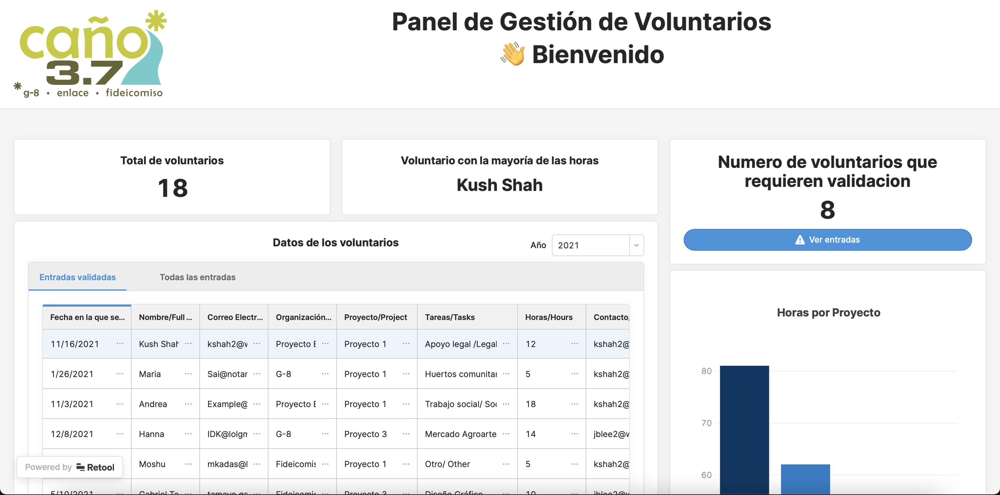 caño
3.7
*g-8 • enlace • fideicomiso
Panel de Gestión de Voluntarios
👋 Bienvenido
Total de voluntarios
18
Voluntario con la mayoría de las horas
Kush Shah
Numero de voluntarios que
requieren validacion
8
Ver entradas
Datos de los voluntarios
Año 2021
Entradas validadas Todas las entradas
Fecha en la que se... Nombre/Full ... Correo Electr... Organización... Proyecto/Project Tareas/Tasks Horas/Hours Contacto/
11/16/2021 ... Kush Shah ... kshah2@w ... Proyecto E ... Proyecto 1 ... Apoyo legal /Legal ... 12 ... kshah2@
1/26/2021 ... Maria ... Sai@notar ... G-8 ... Proyecto 1 ... Huertos comunitar ... 5 ... kshah2@
11/3/2021 ... Andrea ... Example@ ... Proyecto E ... Proyecto 1 ... Trabajo social/ Soc ... 18 ... kshah2@
12/8/2021 ... Hanna ... IDK@lolgm ... G-8 ... Proyecto 3 ... Mercado Agroarte ... 14 ... jblee2@w
Moshu ... mkadas@l ... Fideicomis ... Proyecto 1 ... Otro/ Other ... 5 ... kshah2@
5/10/2021 ... Gabriel Ta ... tamayo.ga ... Fideicomis ... Proyecto ... Diseño Gráfico ... 10 ... jblee2@w
Powered by Retool
Horas por Proyecto
80
70
60